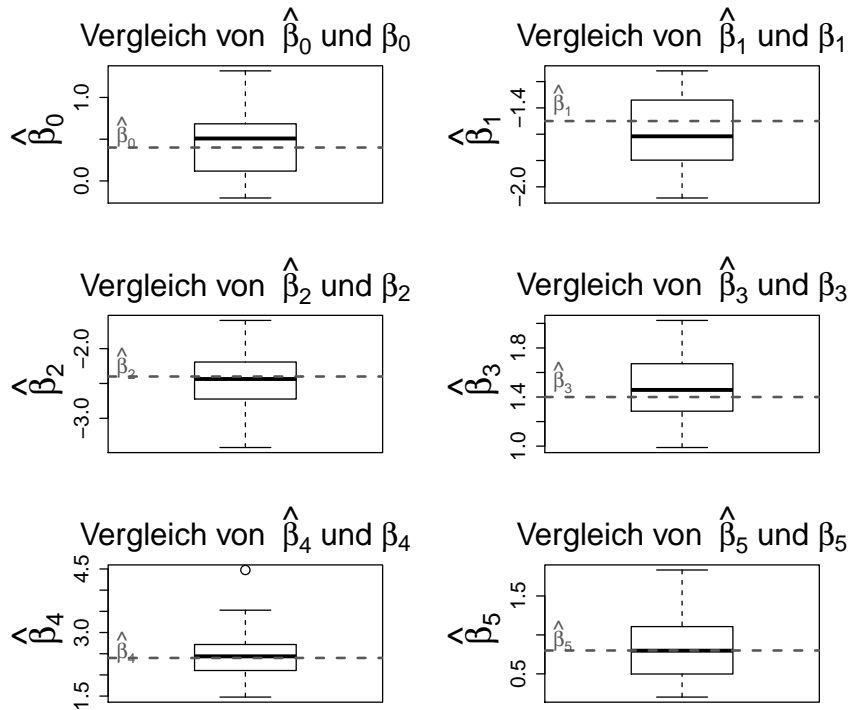 Vergleich von β̂₀ und β₀
β̂₀
1.0
0.0
β̂₀
Vergleich von β̂₁ und β₁
β̂₁
−1.4
−2.0
β̂₁
Vergleich von β̂₂ und β₂
β̂₂
−2.0
−3.0
β̂₂
Vergleich von β̂₃ und β₃
β̂₃
1.8
1.4
1.0
β̂₃
Vergleich von β̂₄ und β₄
β̂₄
4.5
3.0
1.5
β̂₄
Vergleich von β̂₅ und β₅
β̂₅
1.5
0.5
β̂₅